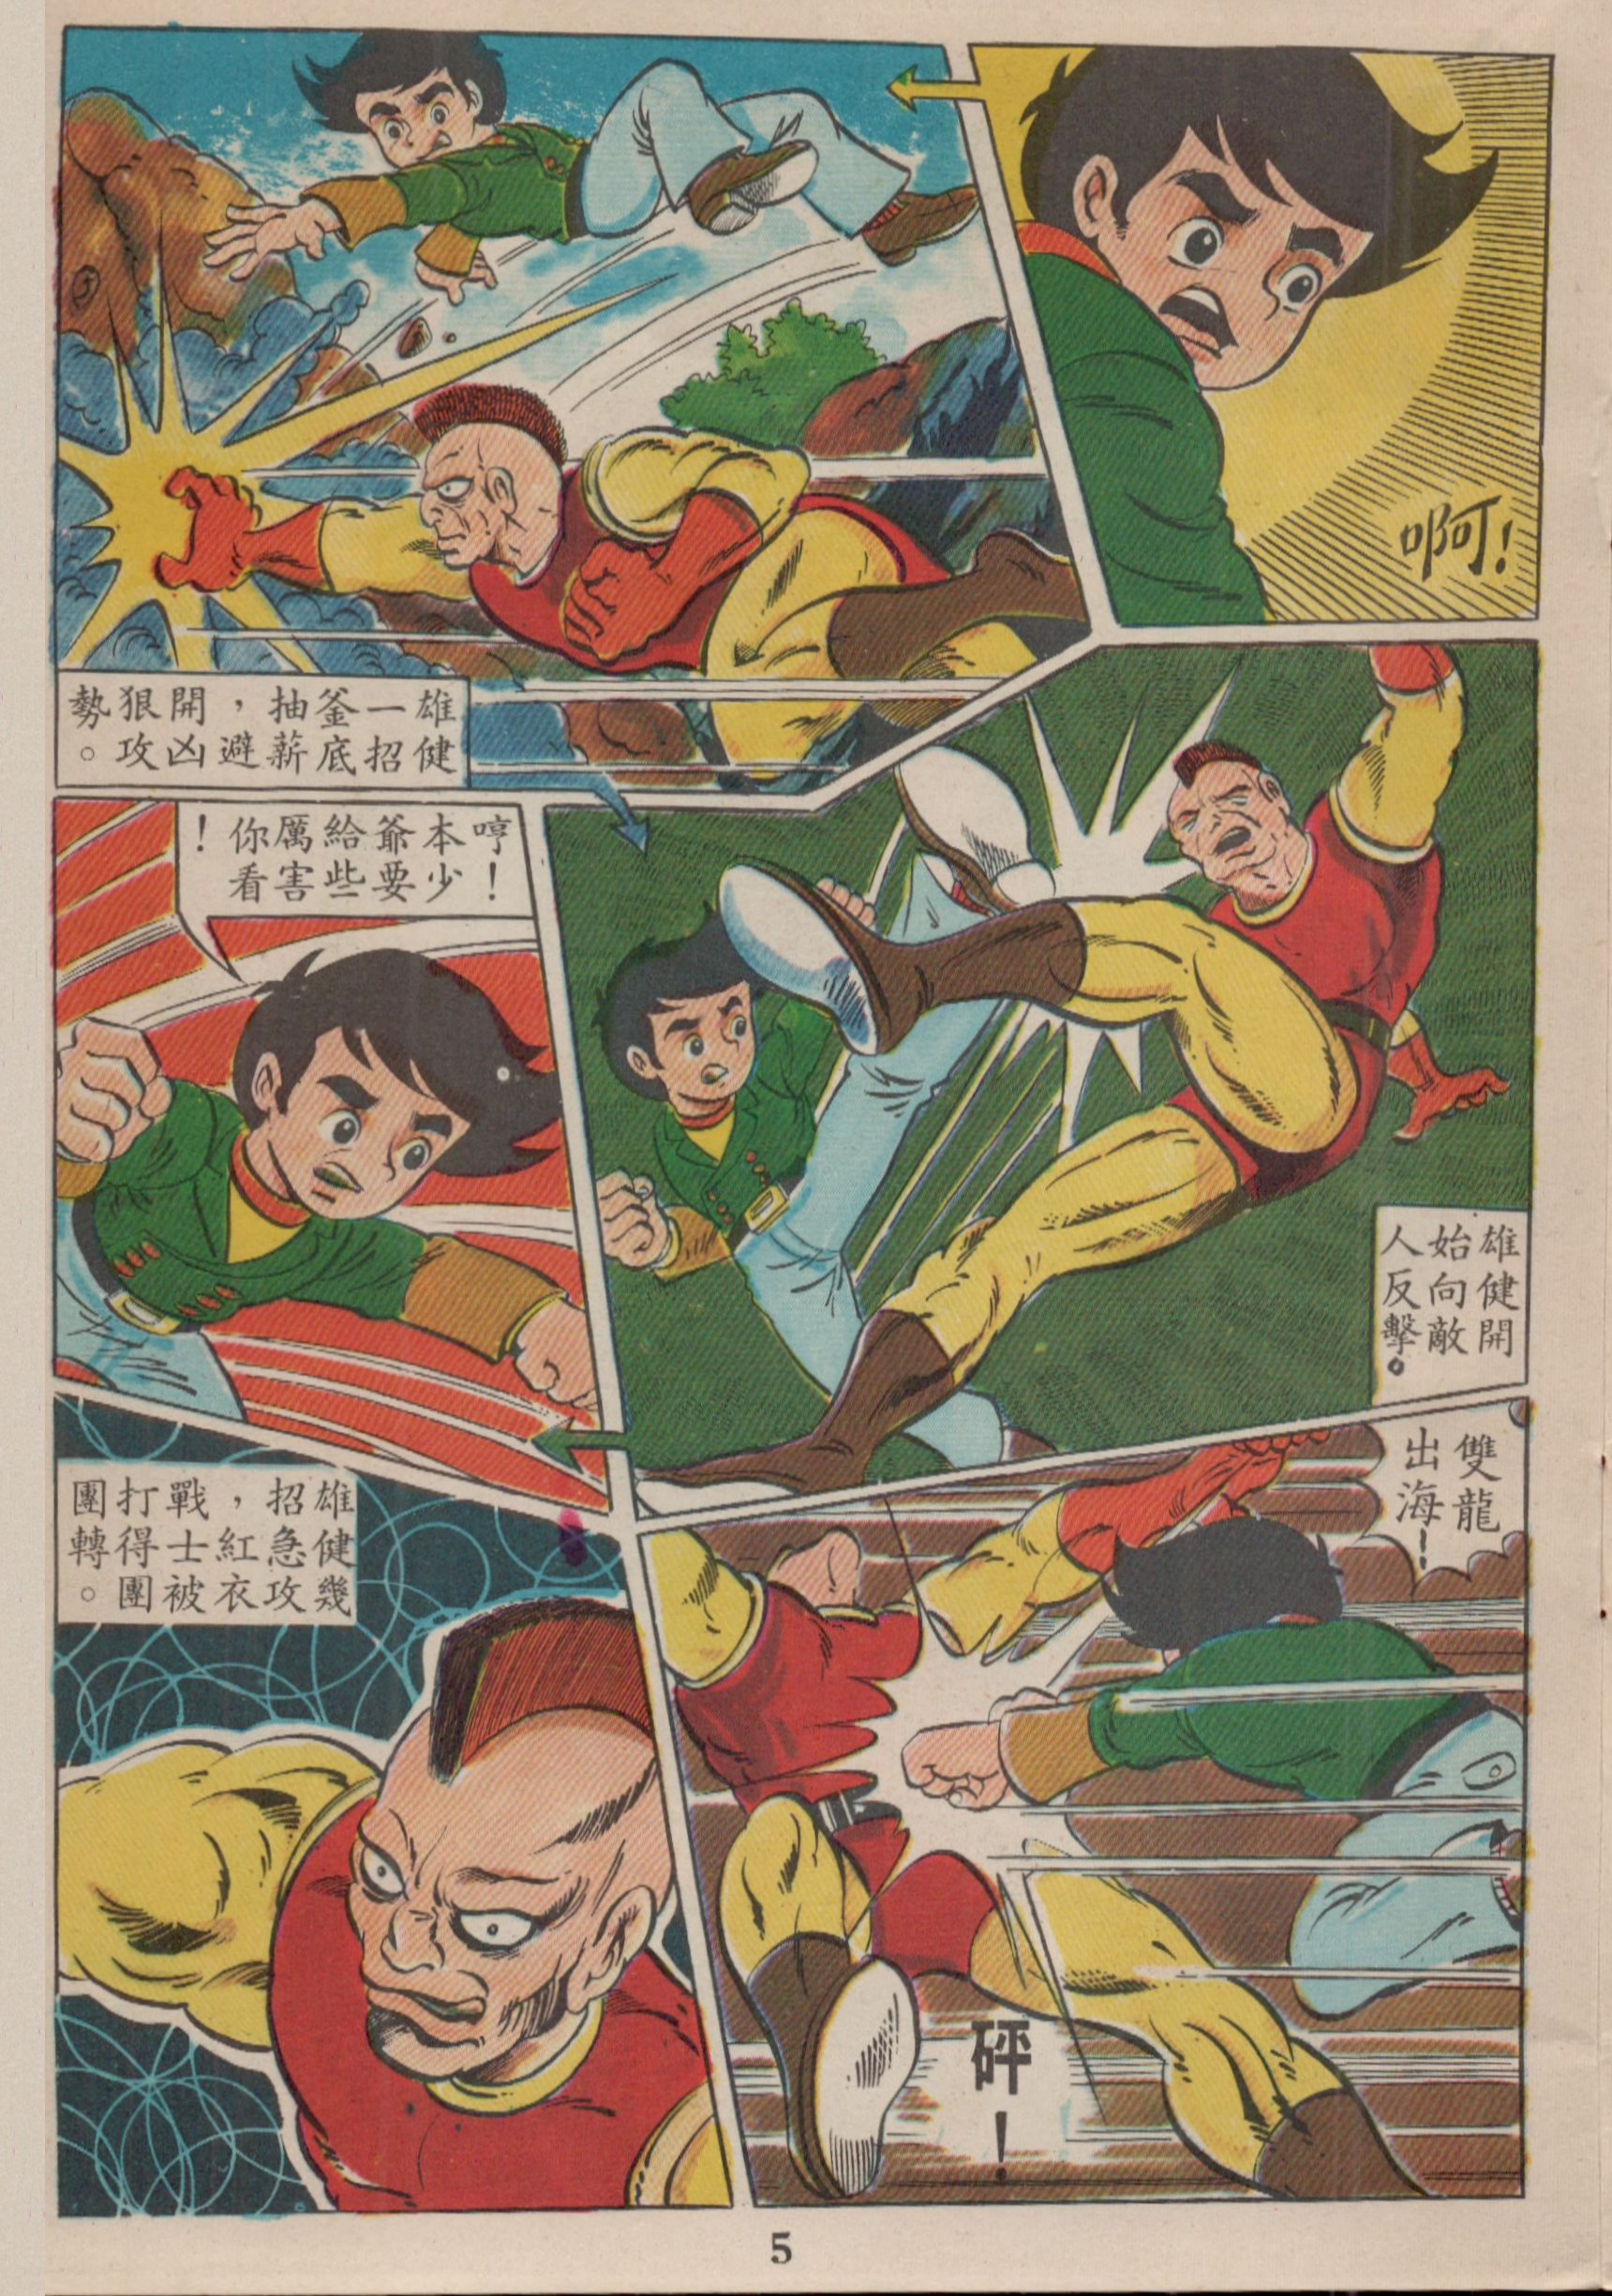 啊！
雄健
一招
釜底
抽薪
，避
開凶
狠攻
勢。
雄健開
始向敵
人反擊。
哼！
本少
爺要
給些
厲害
你看
！
雙龍
出海！
砰！
雄健幾
招急攻
，紅衣
戰士被
打得團
團轉。
5